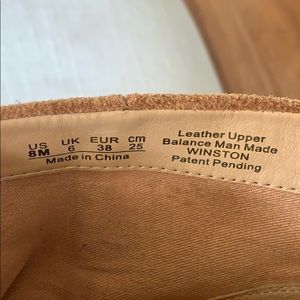 US UK EUR cm
8M 6 38 25
Made in China
Leather Upper
Balance Man Made
WINSTON
Patent Pending